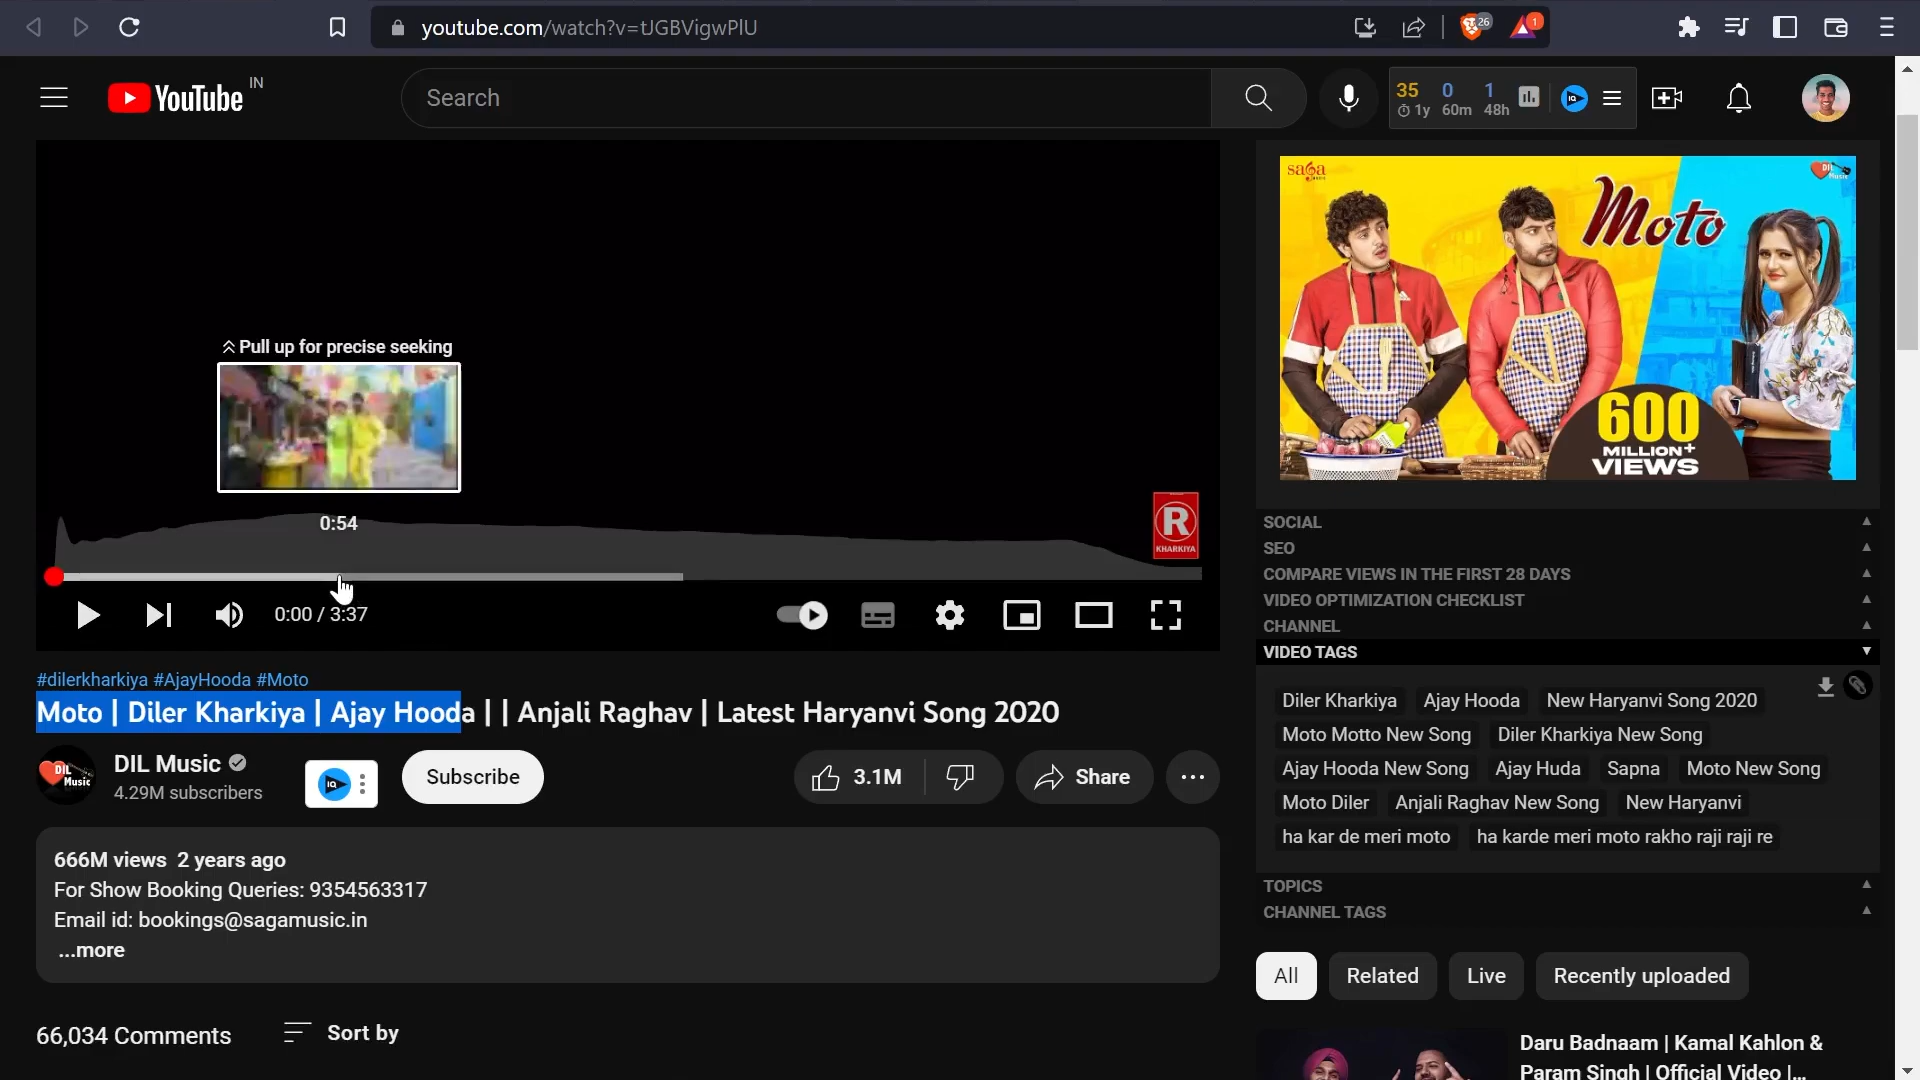 youtube.com/watch?v=tJGBVigwPlU
26
1
YouTube IN
Search
35 0 1
1y 60m 48h
IQ
saga
DIL Music
Moto
600
MILLION+
VIEWS
Pull up for precise seeking
0:54
R
KHARKIYA
0:00 / 3:37
#dilerkharkiya #AjayHooda #Moto
Moto | Diler Kharkiya | Ajay Hooda | | Anjali Raghav | Latest Haryanvi Song 2020
DIL Music
DIL Music
4.29M subscribers
IQ
Subscribe
3.1M
Share
666M views 2 years ago
For Show Booking Queries: 9354563317
Email id: bookings@sagamusic.in
...more
66,034 Comments
Sort by
SOCIAL
SEO
COMPARE VIEWS IN THE FIRST 28 DAYS
VIDEO OPTIMIZATION CHECKLIST
CHANNEL
VIDEO TAGS
Diler Kharkiya Ajay Hooda New Haryanvi Song 2020
Moto Motto New Song Diler Kharkiya New Song
Ajay Hooda New Song Ajay Huda Sapna Moto New Song
Moto Diler Anjali Raghav New Song New Haryanvi
ha kar de meri moto ha karde meri moto rakho raji raji re
TOPICS
CHANNEL TAGS
All Related Live Recently uploaded
Daru Badnaam | Kamal Kahlon &
Param Singh | Official Video |...